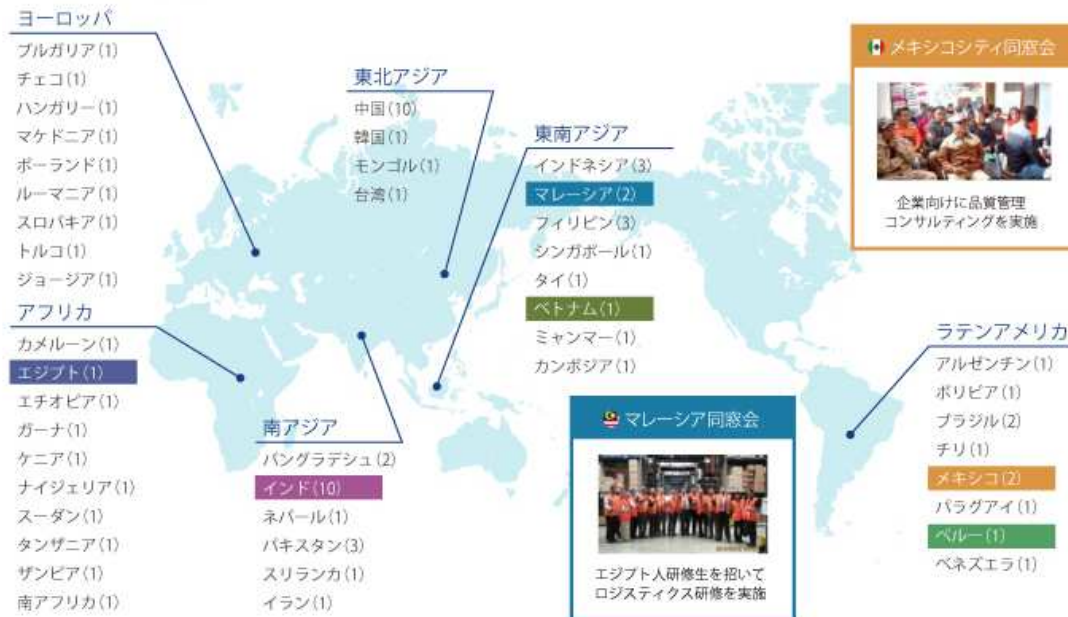 ヨーロッパ
ブルガリア(1)
チェコ(1)
ハンガリー(1)
マケドニア(1)
ポーランド(1)
ルーマニア(1)
スロバキア(1)
トルコ(1)
ジョージア(1)
アフリカ
カメルーン(1)
エジプト(1)
エチオピア(1)
ガーナ(1)
ケニア(1)
ナイジェリア(1)
スーダン(1)
タンザニア(1)
ザンビア(1)
南アフリカ(1)
東北アジア
中国(10)
韓国(1)
モンゴル(1)
台湾(1)
南アジア
バングラデシュ(2)
インド(10)
ネパール(1)
パキスタン(3)
スリランカ(1)
イラン(1)
東南アジア
インドネシア(3)
マレーシア(2)
フィリピン(3)
シンガポール(1)
タイ(1)
ベトナム(1)
ミャンマー(1)
カンボジア(1)
マレーシア同窓会
エジプト人研修生を招いて
ロジスティクス研修を実施
メキシコシティ同窓会
企業向けに品質管理
コンサルティングを実施
ラテンアメリカ
アルゼンチン(1)
ボリビア(1)
ブラジル(2)
チリ(1)
メキシコ(2)
パラグアイ(1)
ペルー(1)
ベネズエラ(1)